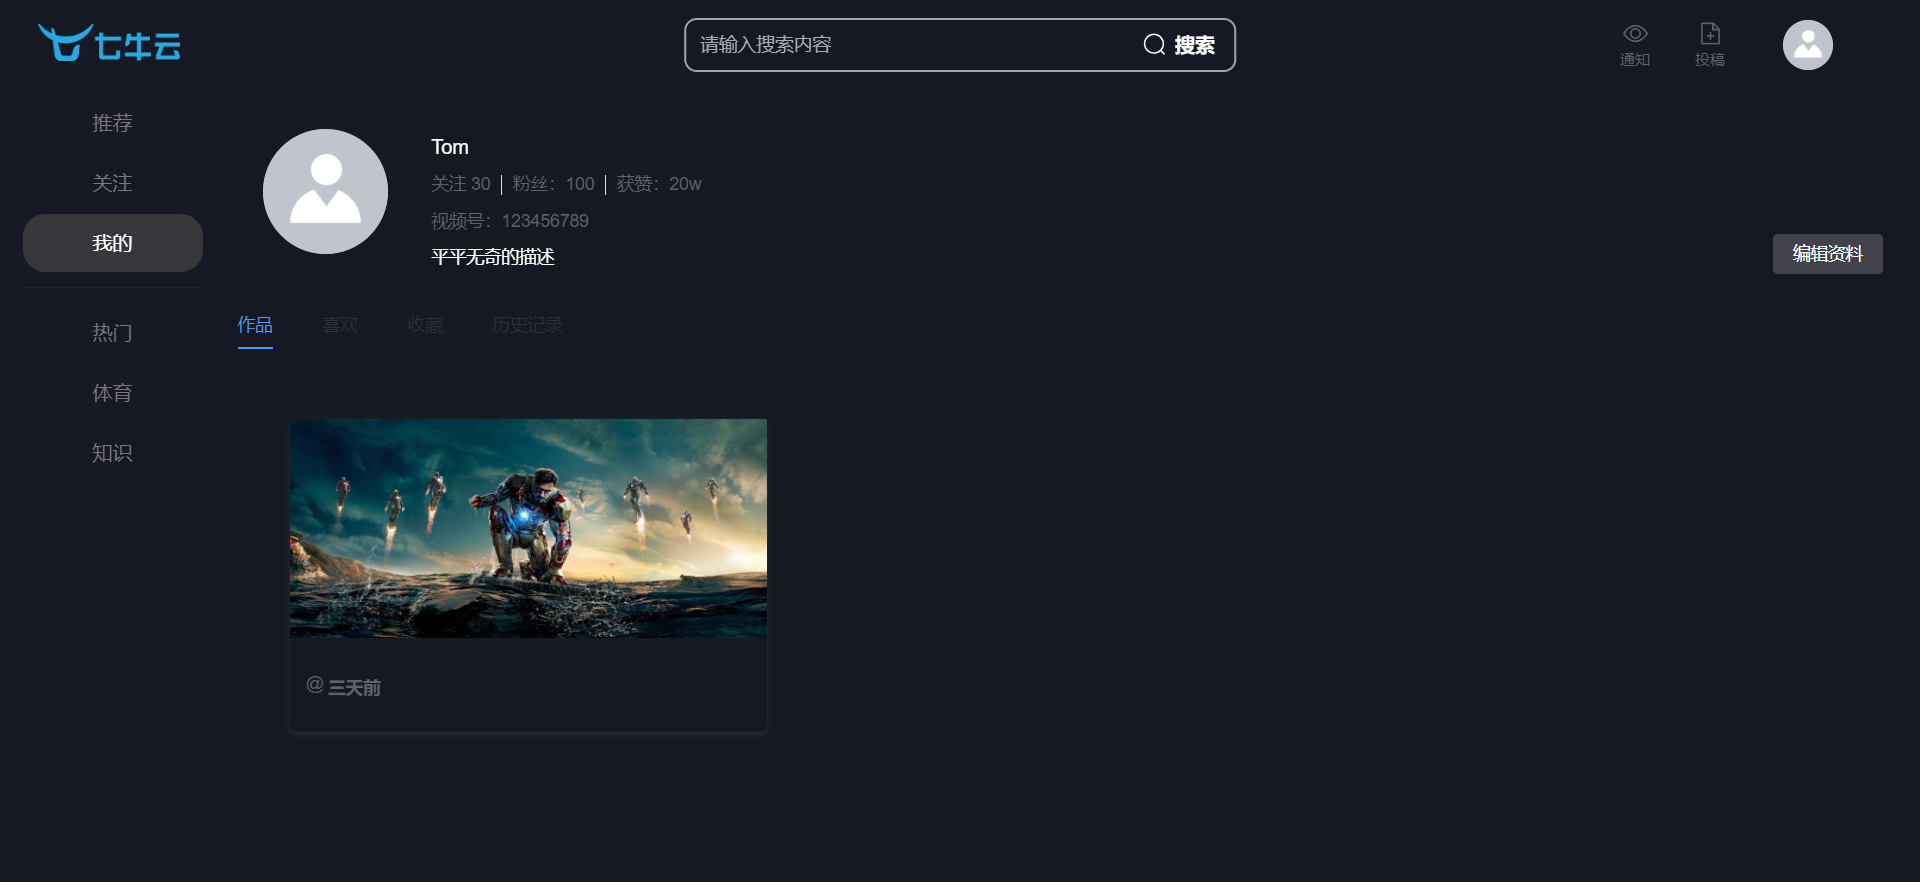 七牛云
请输入搜索内容
搜索
通知
投稿
推荐
关注
我的
热门
体育
知识
Tom
关注 30 | 粉丝：100 | 获赞：20w
视频号：123456789
平平无奇的描述
编辑资料
作品 喜欢 收藏 历史记录
@ 三天前